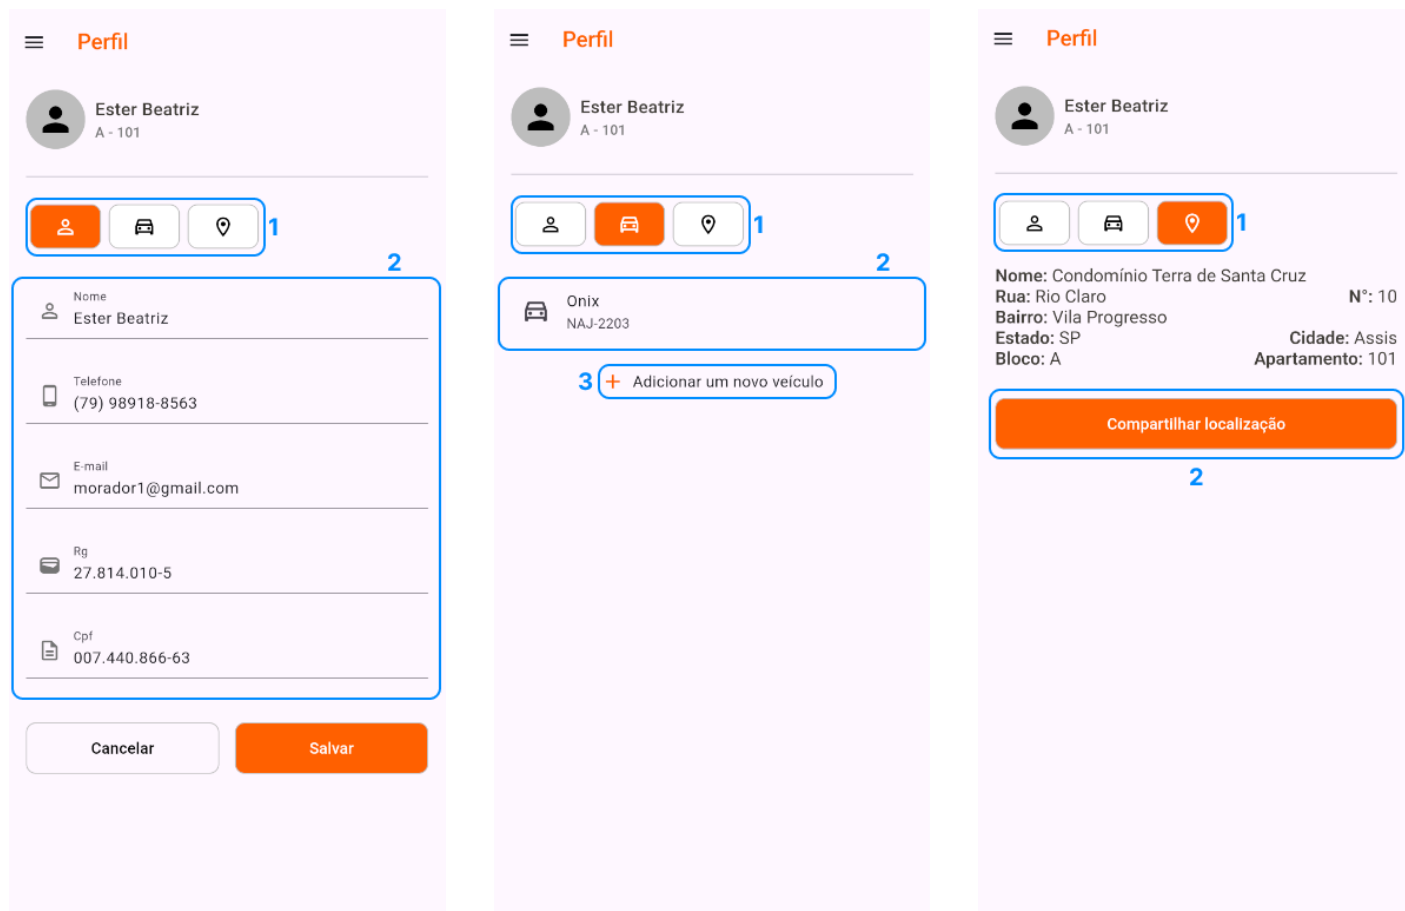 Perfil
Ester Beatriz
A - 101
1
2
Nome
Ester Beatriz
Telefone
(79) 98918-8563
E-mail
morador1@gmail.com
Rg
27.814.010-5
Cpf
007.440.866-63
Cancelar
Salvar
Perfil
Ester Beatriz
A - 101
1
2
Onix
NAJ-2203
3
+ Adicionar um novo veículo
Perfil
Ester Beatriz
A - 101
1
Nome: Condomínio Terra de Santa Cruz
Rua: Rio Claro N°: 10
Bairro: Vila Progresso
Estado: SP Cidade: Assis
Bloco: A Apartamento: 101
Compartilhar localização
2